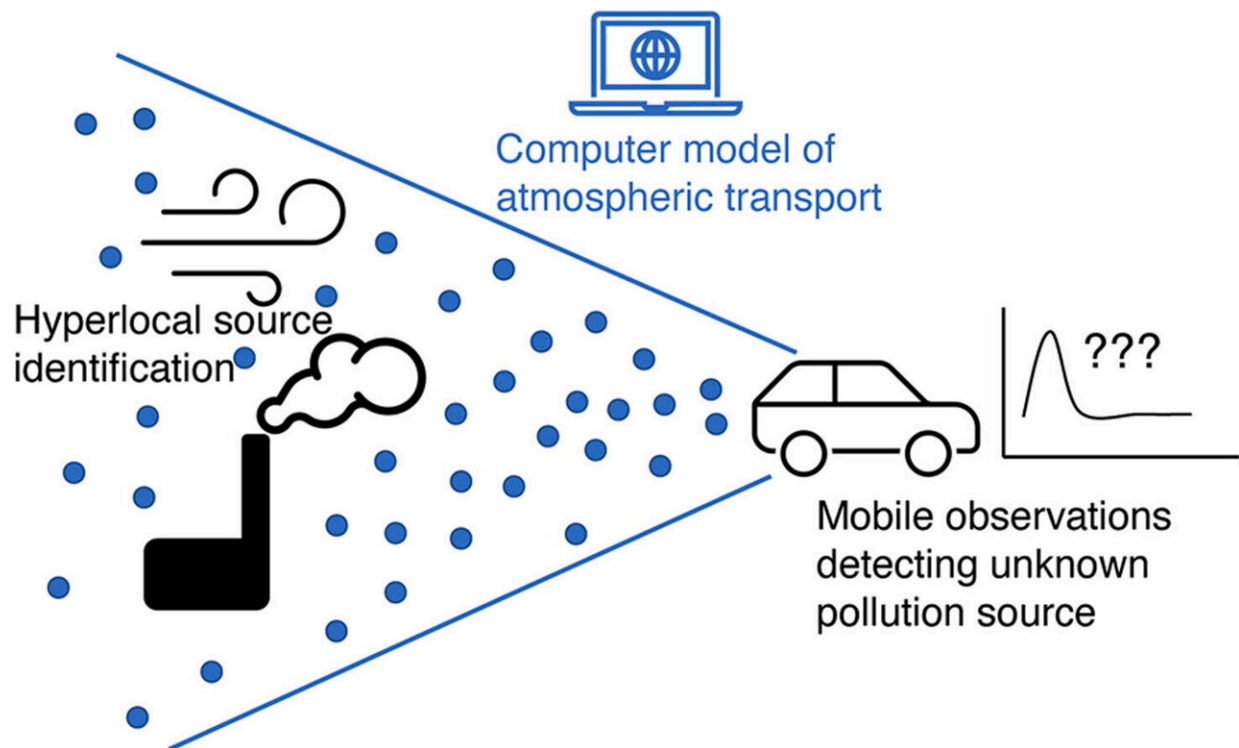 Computer model of
atmospheric transport
Hyperlocal source
identification
???
Mobile observations
detecting unknown
pollution source